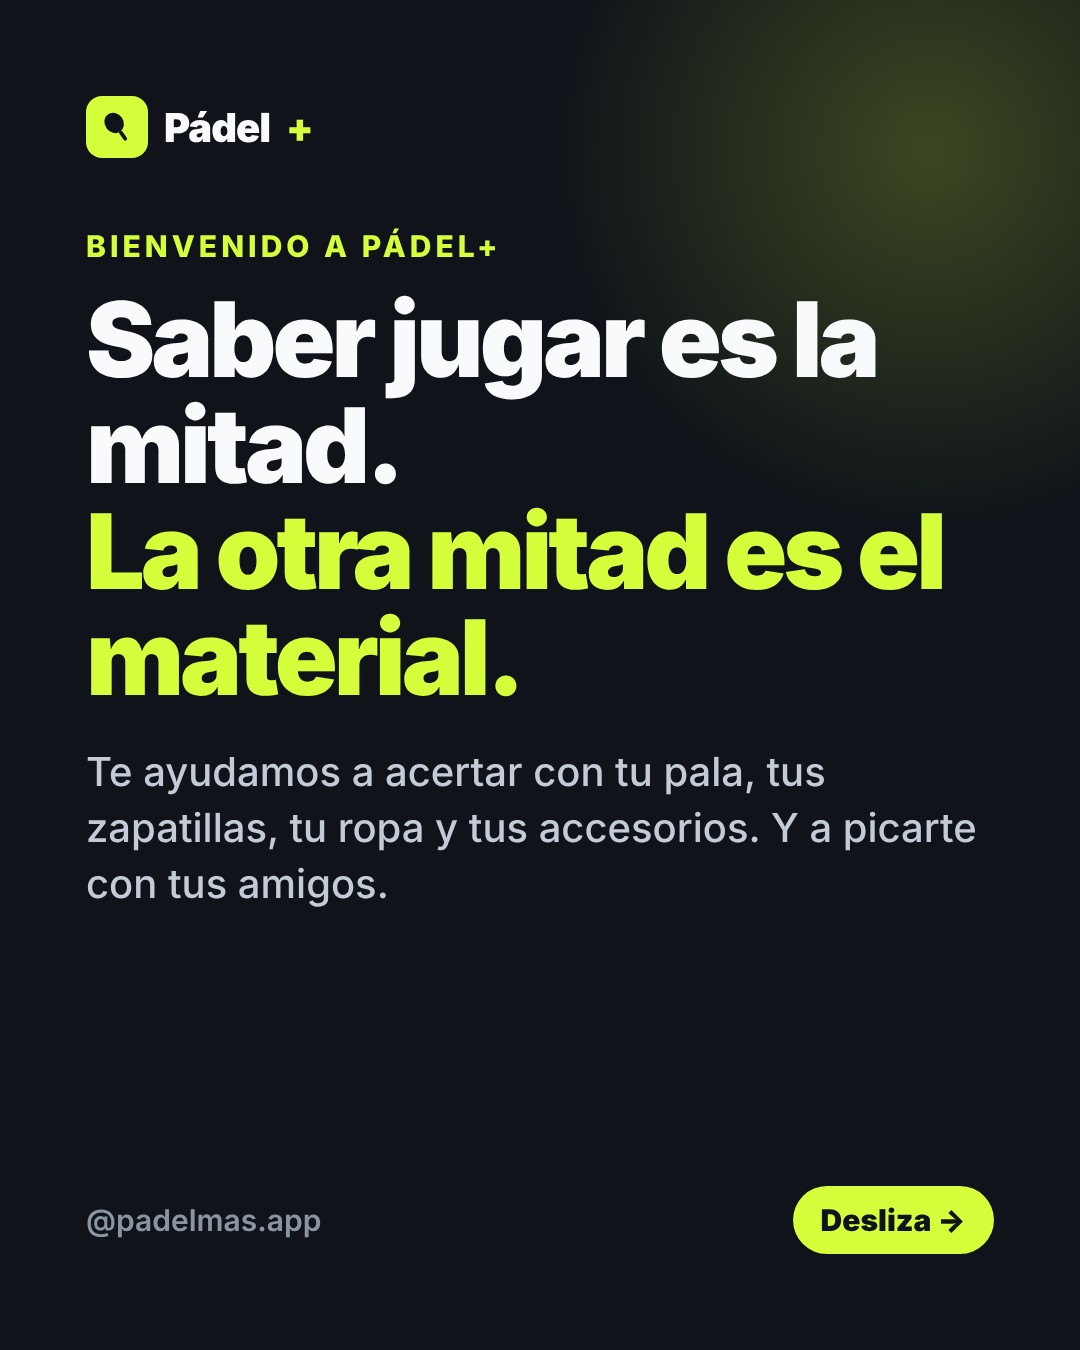 Pádel +
BIENVENIDO A PÁDEL+
Saber jugar es la
mitad.
La otra mitad es el
material.
Te ayudamos a acertar con tu pala, tus
zapatillas, tu ropa y tus accesorios. Y a picarte
con tus amigos.
@padelmas.app
Desliza →